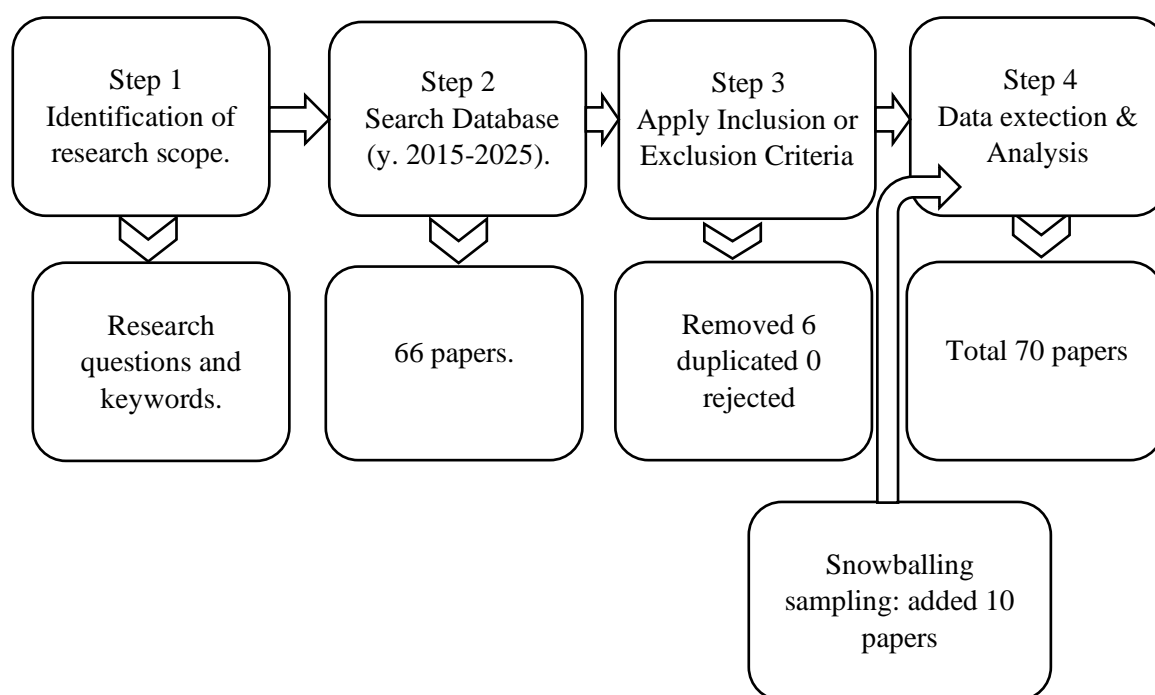 Step 1
Identification of
research scope.
Step 2
Search Database
(y. 2015-2025).
Step 3
Apply Inclusion or
Exclusion Criteria
Step 4
Data extection &
Analysis
Research
questions and
keywords.
66 papers.
Removed 6
duplicated 0
rejected
Total 70 papers
Snowballing
sampling: added 10
papers